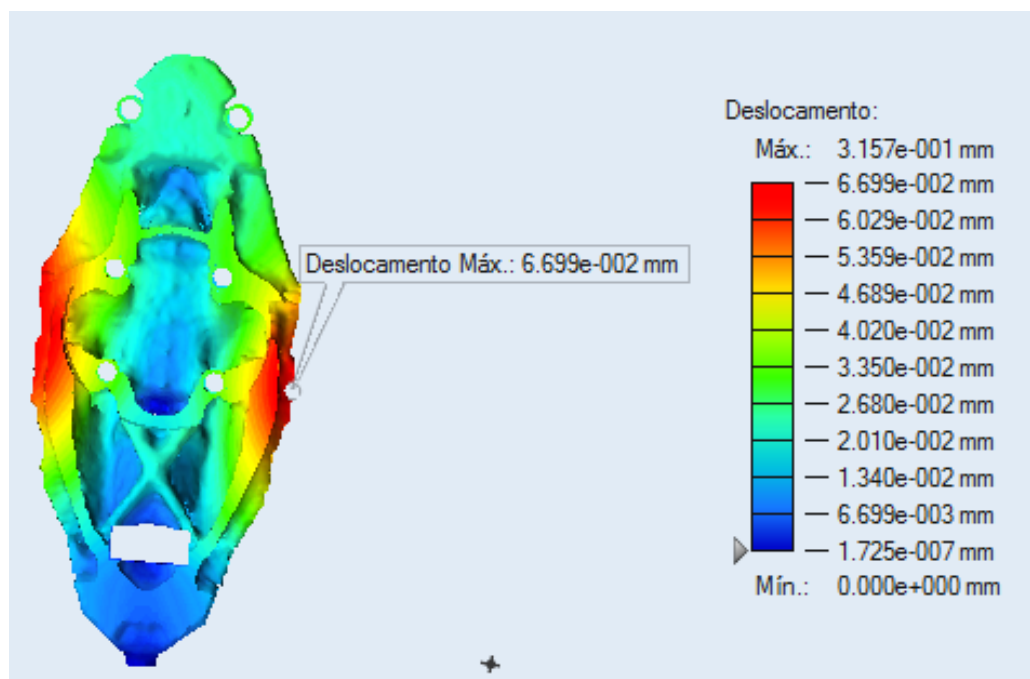 Deslocamento Máx.: 6.699e-002 mm
Deslocamento:
Máx.: 3.157e-001 mm
6.699e-002 mm
6.029e-002 mm
5.359e-002 mm
4.689e-002 mm
4.020e-002 mm
3.350e-002 mm
2.680e-002 mm
2.010e-002 mm
1.340e-002 mm
6.699e-003 mm
1.725e-007 mm
Mín.: 0.000e+000 mm